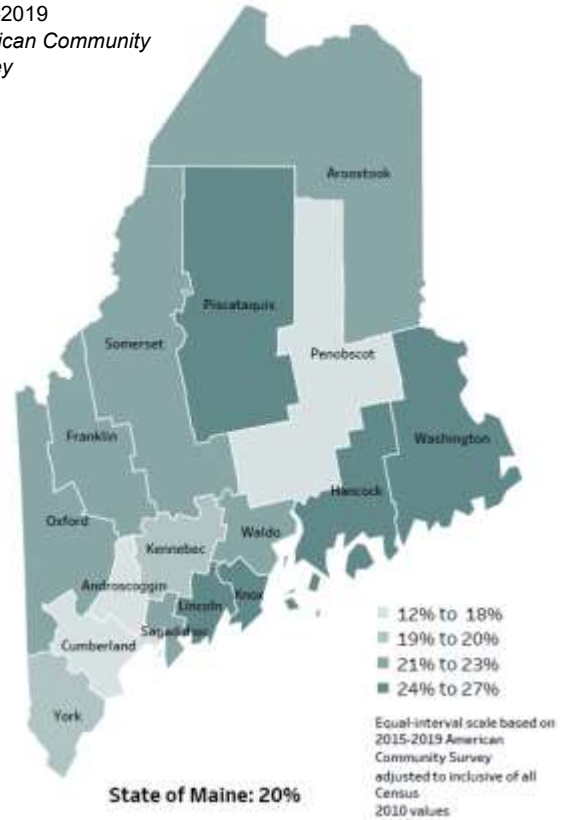 2019
ican Community
ey
Aroostook
Piscataquis
Somerset
Penobscot
Franklin
Washington
Hancock
Oxford
Waldo
Kennebec
Androscoggin
Knox
Lincoln
Sagadahoc
Cumberland
York
12% to 18%
19% to 20%
21% to 23%
24% to 27%
Equal-interval scale based on
2015-2019 American
Community Survey
adjusted to inclusive of all
Census
2010 values
State of Maine: 20%